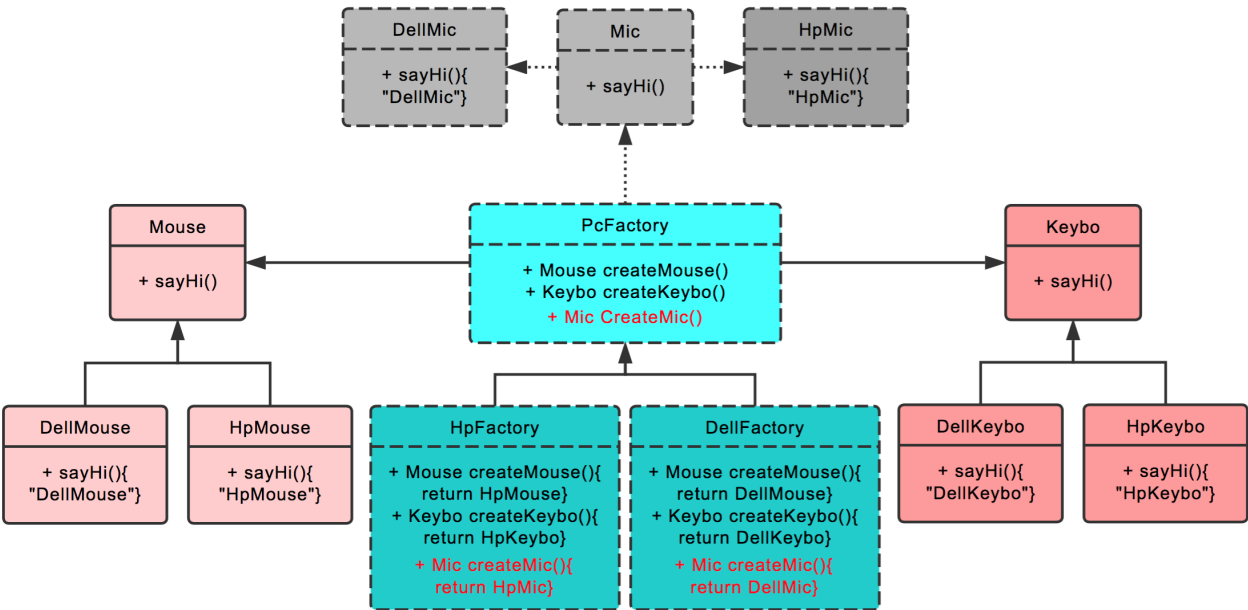 DellMic
+ sayHi(){
"DellMic"}
Mic
+ sayHi()
HpMic
+ sayHi(){
"HpMic"}
Mouse
+ sayHi()
PcFactory
+ Mouse createMouse()
+ Keybo createKeybo()
+ Mic CreateMic()
Keybo
+ sayHi()
DellMouse
+ sayHi(){
"DellMouse"}
HpMouse
+ sayHi(){
"HpMouse"}
HpFactory
+ Mouse createMouse(){
return HpMouse}
+ Keybo createKeybo(){
return HpKeybo}
+ Mic createMic(){
return HpMic}
DellFactory
+ Mouse createMouse(){
return DellMouse}
+ Keybo createKeybo(){
return DellKeybo}
+ Mic createMic(){
return DellMic}
DellKeybo
+ sayHi(){
"DellKeybo"}
HpKeybo
+ sayHi(){
"HpKeybo"}